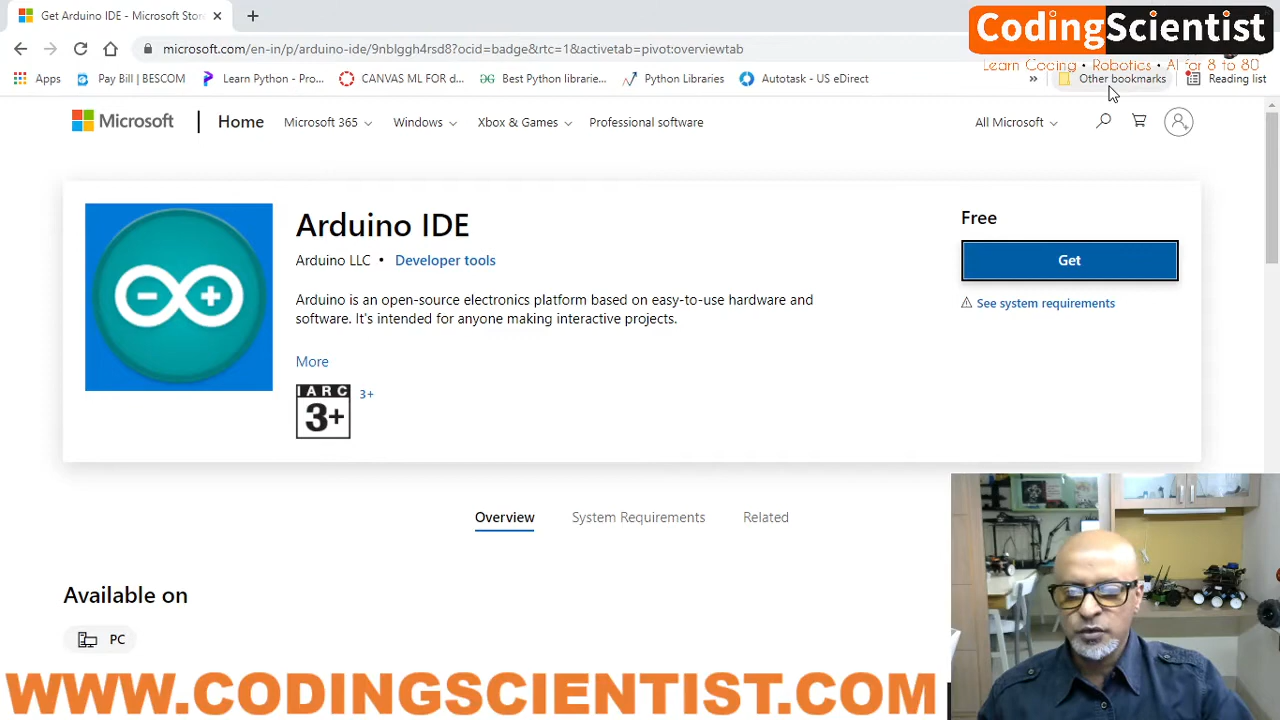 Get Arduino IDE - Microsoft Stor
CodingScientist
microsoft.com/en-in/p/arduino-ide/9nblggh4rsd8?ocid=badge&rtc=1&activetab=pivot:overviewtab
Learn Coding • Robotics • AI for 8 to 80
Apps
Pay Bill | BESCOM
Learn Python - Pro...
CANVAS ML FOR d...
Best Python librarie...
Python Libraries
Autotask - US eDirect
»
Other bookmarks
Reading list
Microsoft
Home
Microsoft 365
Windows
Xbox & Games
Professional software
All Microsoft
Arduino IDE
Free
Arduino LLC • Developer tools
Get
Arduino is an open-source electronics platform based on easy-to-use hardware and
software. It's intended for anyone making interactive projects.
See system requirements
More
IARC
3+
3+
Overview
System Requirements
Related
Available on
PC
WWW.CODINGSCIENTIST.COM